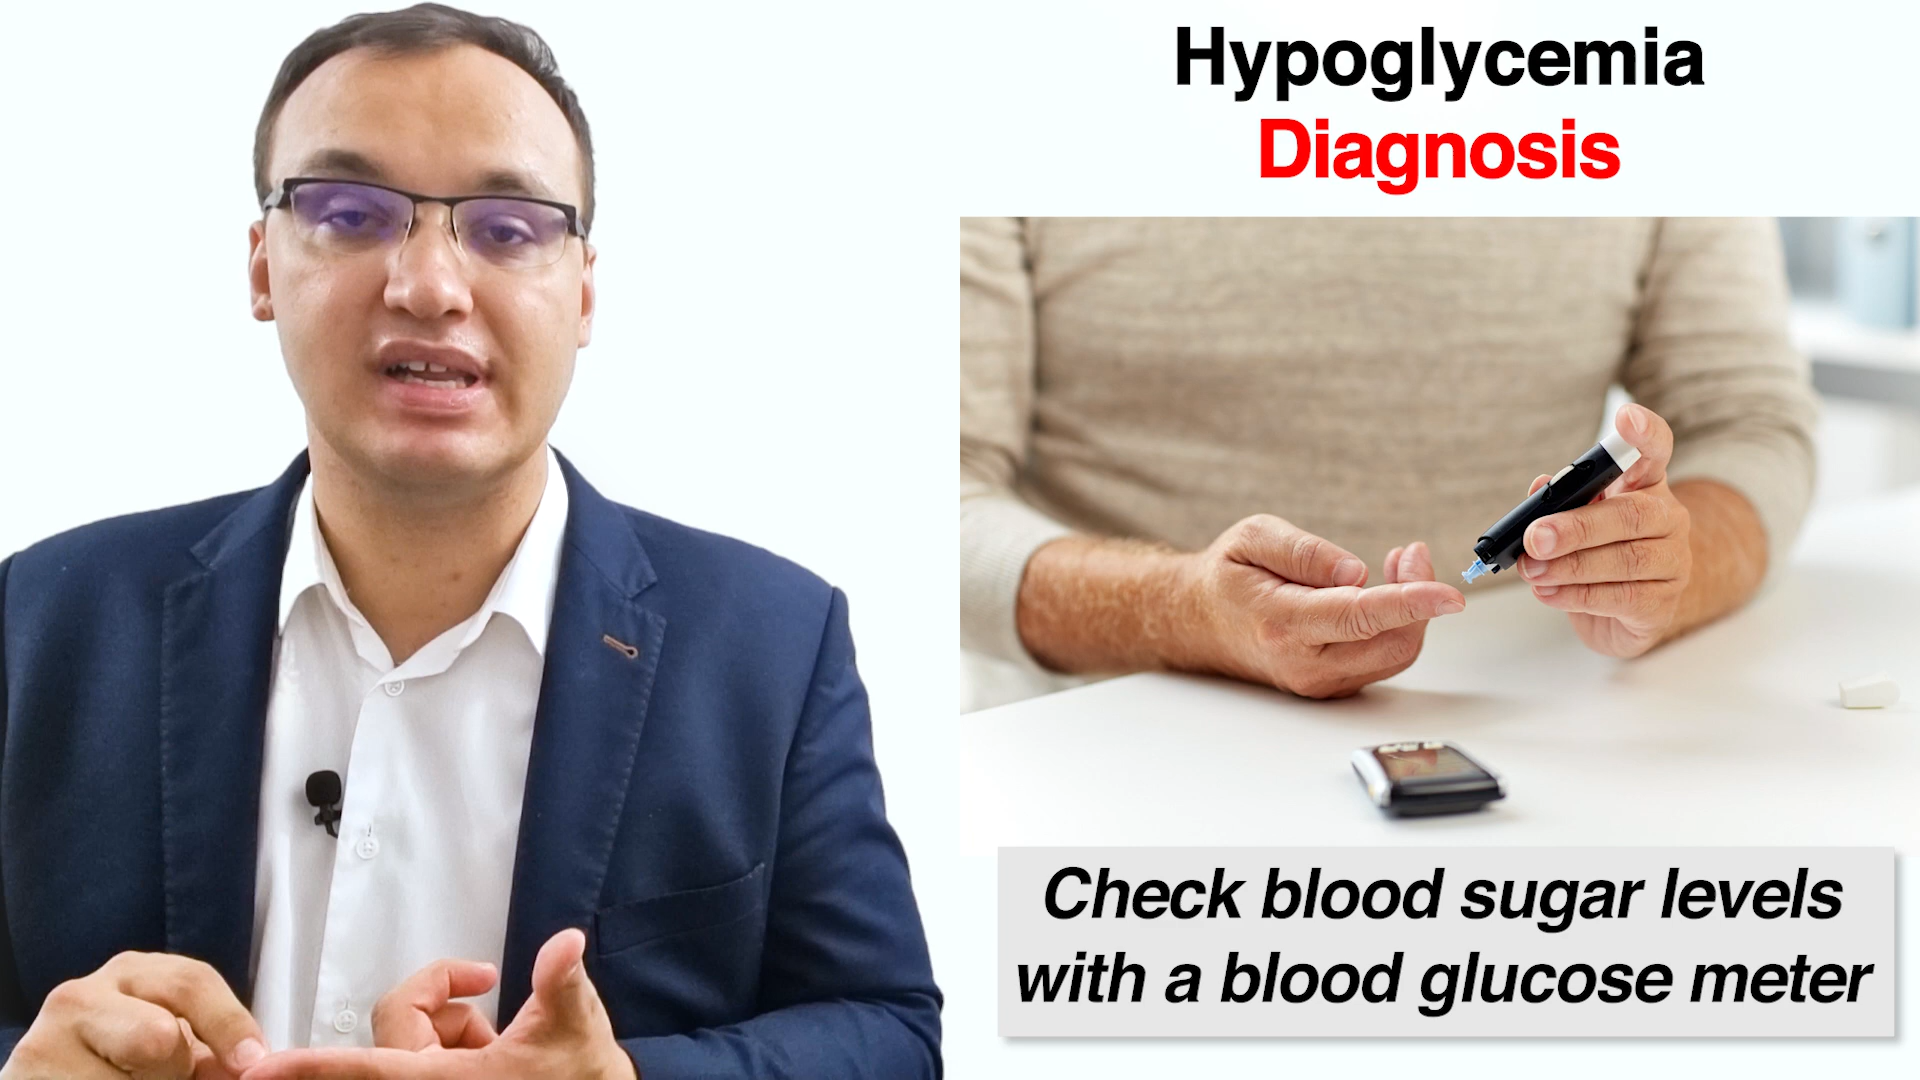 Hypoglycemia
Diagnosis
Check blood sugar levels
with a blood glucose meter